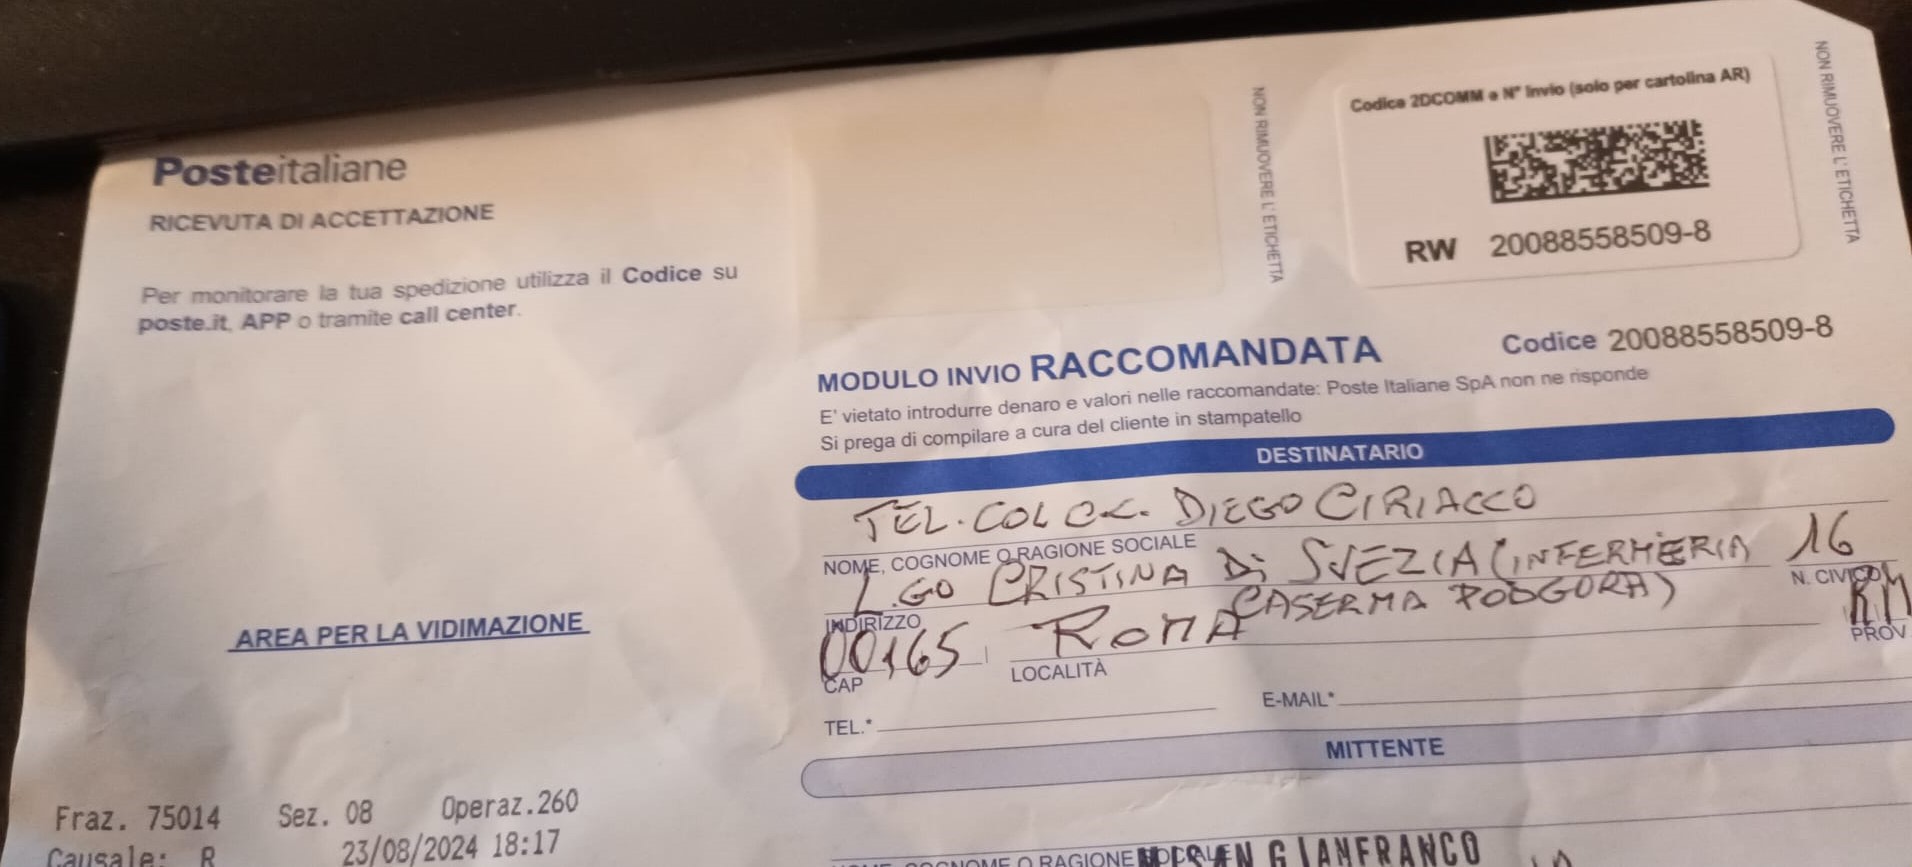 Posteitaliane
RICEVUTA DI ACCETTAZIONE
Per monitorare la tua spedizione utilizza il Codice su
poste.it, APP o tramite call center.
AREA PER LA VIDIMAZIONE
Fraz. 75014 Sez. 08 Operaz.260
Causale: R 23/08/2024 18:17
NON RIMUOVERE L'ETICHETTA
Codice 2DCOMM e N° Invio (solo per cartolina AR)
RW 20088558509-8
NON RIMUOVERE L'ETICHETTA
MODULO INVIO RACCOMANDATA Codice 20088558509-8
E' vietato introdurre denaro e valori nelle raccomandate: Poste Italiane SpA non ne risponde
Si prega di compilare a cura del cliente in stampatello
DESTINATARIO
TEL. COL DIEGO CIRIACCO
NOME, COGNOME O RAGIONE SOCIALE
L.GO CRISTINA Di SVEZIA (INFERMERIA 16
CASERMA PODGORA)
INDIRIZZO N. CIVICO
00165 ROMA RM
CAP LOCALITÀ PROV
TEL.* E-MAIL*
MITTENTE
GIANFRANCO
NOME, COGNOME O RAGIONE